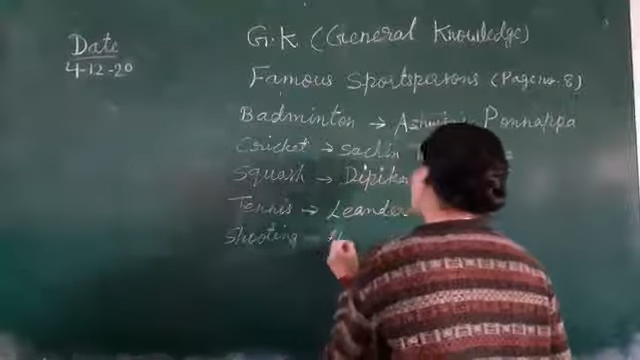 Date
4-12-20
G.K (General Knowledge)
Famous Sportspersons (Page no. 8)
Badminton → Ashwini Ponnappa
Cricket → Sachin
Squash → Dipika
Tennis → Leander
Shooting -